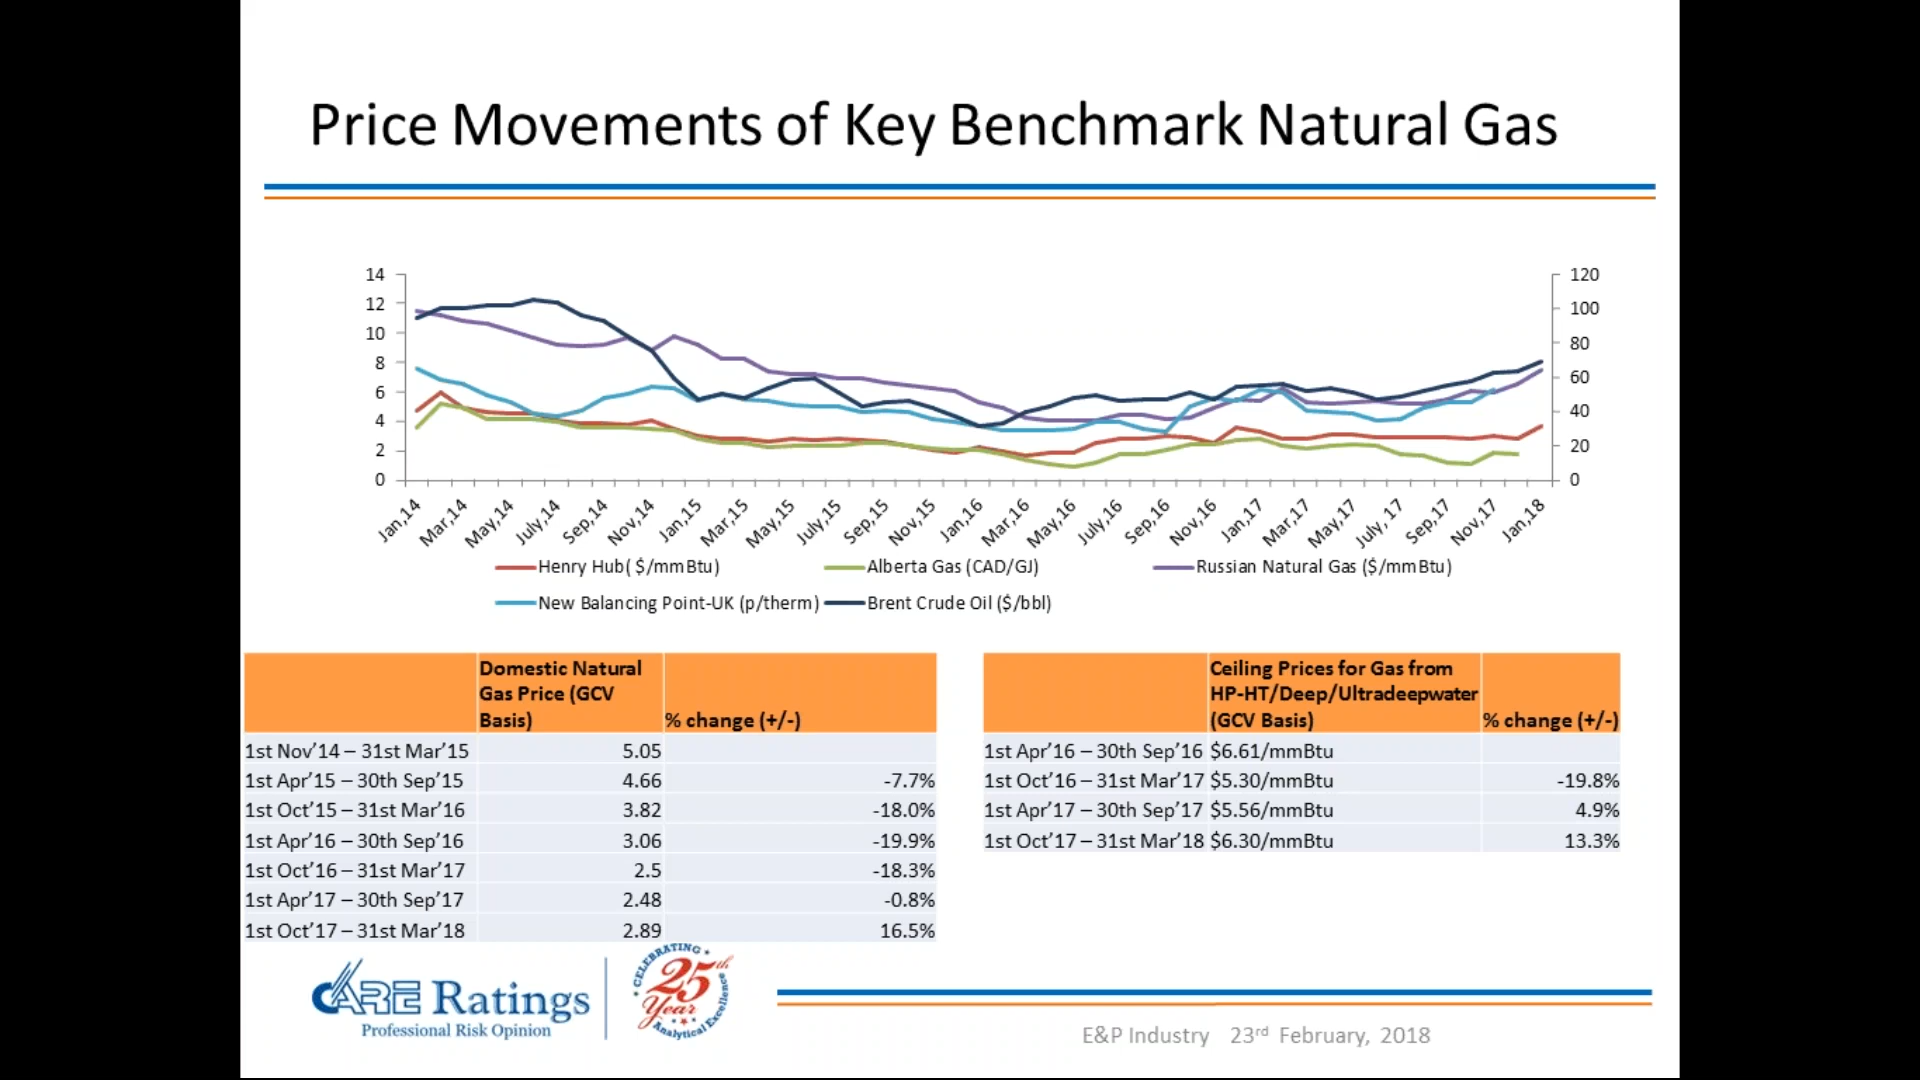 Price Movements of Key Benchmark Natural Gas
14
12
10
8
6
4
2
0
120
100
80
60
40
20
0
Jan,14
Mar,14
May,14
July,14
Sep,14
Nov,14
Jan,15
Mar,15
May,15
July,15
Sep,15
Nov,15
Jan,16
Mar,16
May,16
July,16
Sep,16
Nov,16
Jan,17
Mar,17
May,17
July,17
Sep,17
Nov,17
Jan,18
Henry Hub( $/mmBtu) Alberta Gas (CAD/GJ) Russian Natural Gas ($/mmBtu)
New Balancing Point-UK (p/therm) Brent Crude Oil ($/bbl)
Domestic Natural
Gas Price (GCV
Basis) % change (+/-)
1st Nov’14 – 31st Mar’15 5.05
1st Apr’15 – 30th Sep’15 4.66 -7.7%
1st Oct’15 – 31st Mar’16 3.82 -18.0%
1st Apr’16 – 30th Sep’16 3.06 -19.9%
1st Oct’16 – 31st Mar’17 2.5 -18.3%
1st Apr’17 – 30th Sep’17 2.48 -0.8%
1st Oct’17 – 31st Mar’18 2.89 16.5%
Ceiling Prices for Gas from
HP-HT/Deep/Ultradeepwater
(GCV Basis) % change (+/-)
1st Apr’16 – 30th Sep’16 $6.61/mmBtu
1st Oct’16 – 31st Mar’17 $5.30/mmBtu -19.8%
1st Apr’17 – 30th Sep’17 $5.56/mmBtu 4.9%
1st Oct’17 – 31st Mar’18 $6.30/mmBtu 13.3%
CARE Ratings
Professional Risk Opinion
CELEBRATING
25th
Year
Analytical Excellence
E&P Industry 23rd February, 2018